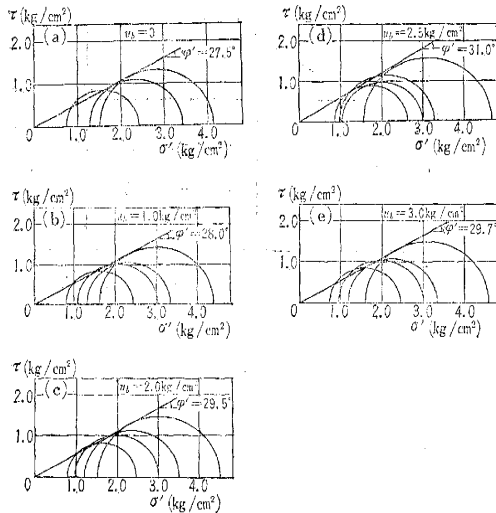 τ(kg/cm²)
2.0
(a)
u_b=0
φ'=27.5°
1.0
0
1.0
2.0
3.0
4.0
σ'(kg/cm²)
τ(kg/cm²)
2.0
(b)
u_b=1.0kg/cm²
φ'=28.0°
1.0
0
1.0
2.0
3.0
4.0
σ'(kg/cm²)
τ(kg/cm²)
2.0
(c)
u_b=2.0kg/cm²
φ'=29.5°
1.0
0
1.0
2.0
3.0
4.0
σ'(kg/cm²)
τ(kg/cm²)
2.0
(d)
u_b=2.5kg/cm²
φ'=31.0°
1.0
0
1.0
2.0
3.0
4.0
σ'(kg/cm²)
τ(kg/cm²)
2.0
(e)
u_b=3.0kg/cm²
φ'=29.7°
1.0
0
1.0
2.0
3.0
4.0
σ'(kg/cm²)